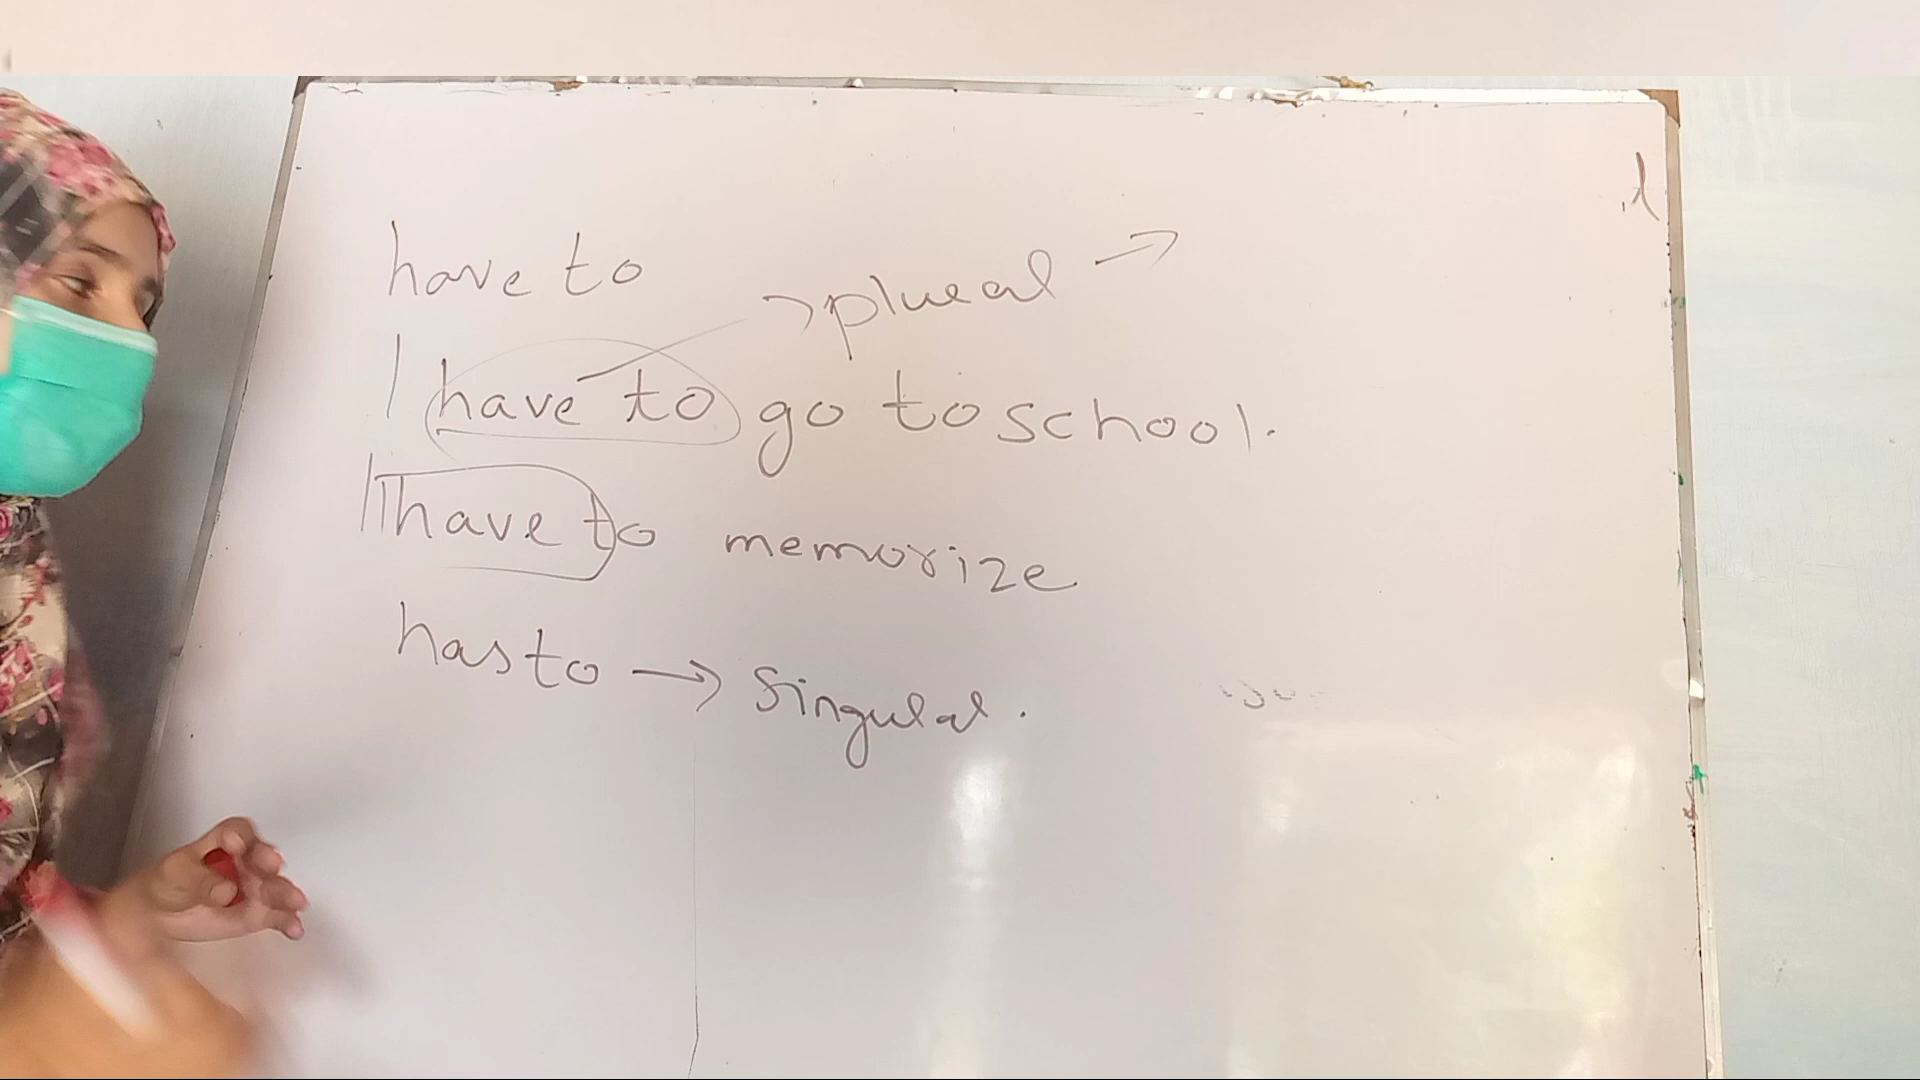 have to
→ plural →
I have to go to school.
I have to memorize
has to → Singular.